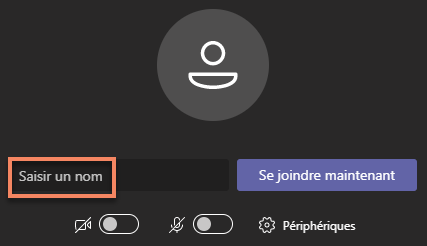 Saisir un nom
Se joindre maintenant
Périphériques